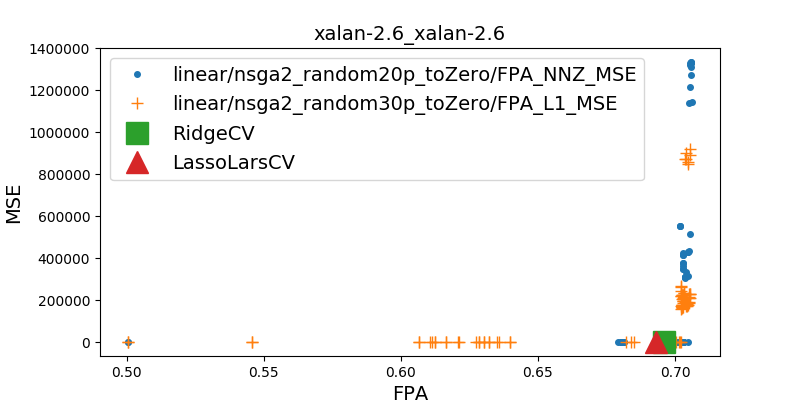 xalan-2.6_xalan-2.6
1400000
1200000
1000000
800000
600000
400000
200000
0
MSE
linear/nsga2_random20p_toZero/FPA_NNZ_MSE
linear/nsga2_random30p_toZero/FPA_L1_MSE
RidgeCV
LassoLarsCV
0.50 0.55 0.60 0.65 0.70
FPA